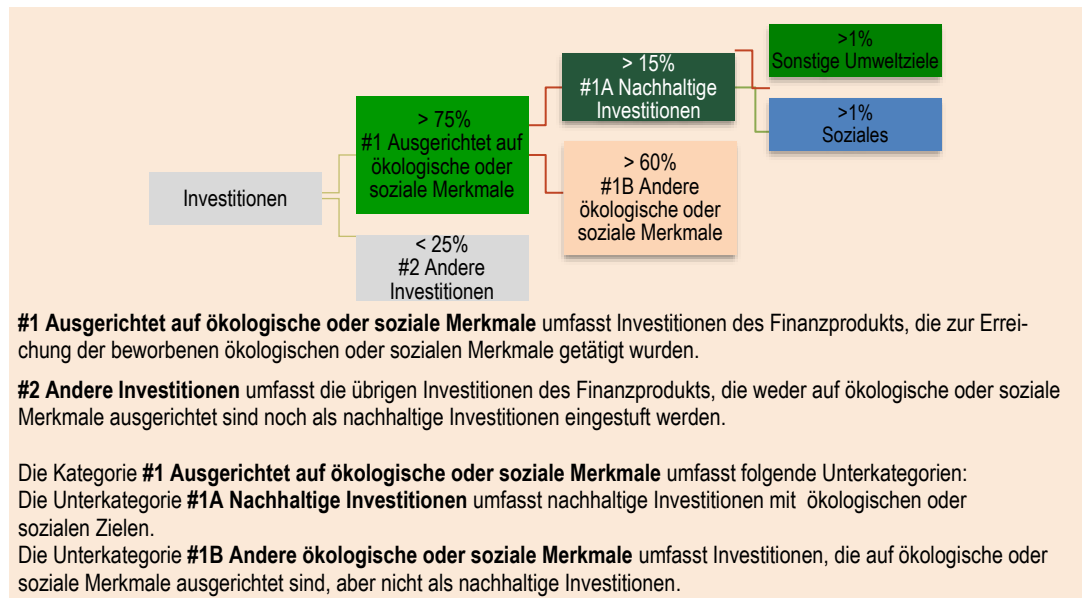 >1%
Sonstige Umweltziele
> 15%
#1A Nachhaltige
Investitionen
>1%
Soziales
> 75%
#1 Ausgerichtet auf
ökologische oder
soziale Merkmale
> 60%
#1B Andere
ökologische oder
soziale Merkmale
Investitionen
< 25%
#2 Andere
Investitionen
#1 Ausgerichtet auf ökologische oder soziale Merkmale umfasst Investitionen des Finanzprodukts, die zur Errei-
chung der beworbenen ökologischen oder sozialen Merkmale getätigt wurden.
#2 Andere Investitionen umfasst die übrigen Investitionen des Finanzprodukts, die weder auf ökologische oder soziale
Merkmale ausgerichtet sind noch als nachhaltige Investitionen eingestuft werden.
Die Kategorie #1 Ausgerichtet auf ökologische oder soziale Merkmale umfasst folgende Unterkategorien:
Die Unterkategorie #1A Nachhaltige Investitionen umfasst nachhaltige Investitionen mit ökologischen oder
sozialen Zielen.
Die Unterkategorie #1B Andere ökologische oder soziale Merkmale umfasst Investitionen, die auf ökologische oder
soziale Merkmale ausgerichtet sind, aber nicht als nachhaltige Investitionen.